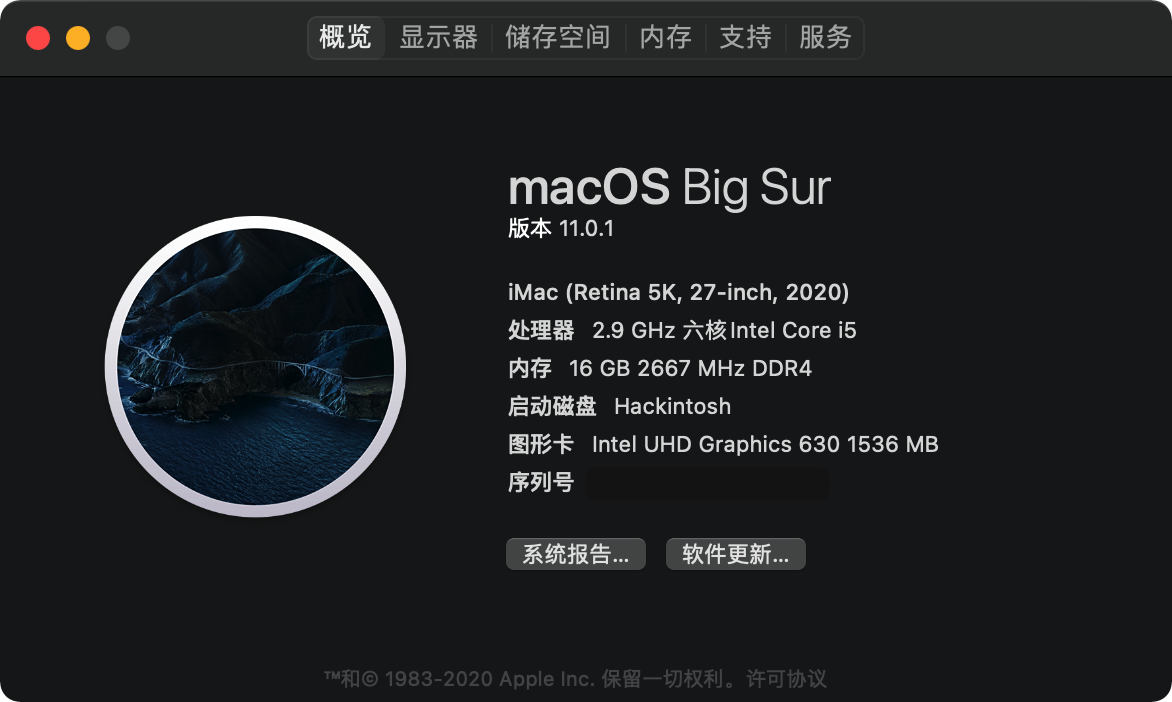 概览 显示器 储存空间 内存 支持 服务
macOS Big Sur
版本 11.0.1
iMac (Retina 5K, 27-inch, 2020)
处理器 2.9 GHz 六核Intel Core i5
内存 16 GB 2667 MHz DDR4
启动磁盘 Hackintosh
图形卡 Intel UHD Graphics 630 1536 MB
序列号
系统报告... 软件更新...
™和© 1983-2020 Apple Inc. 保留一切权利。许可协议